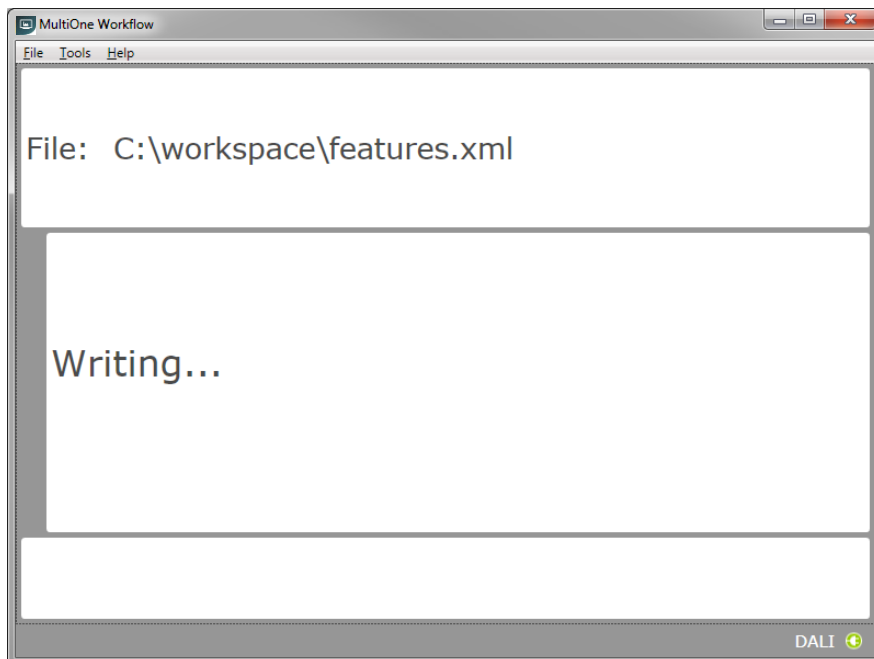 MultiOne Workflow
File Tools Help
File: C:\workspace\features.xml
Writing...
DALI